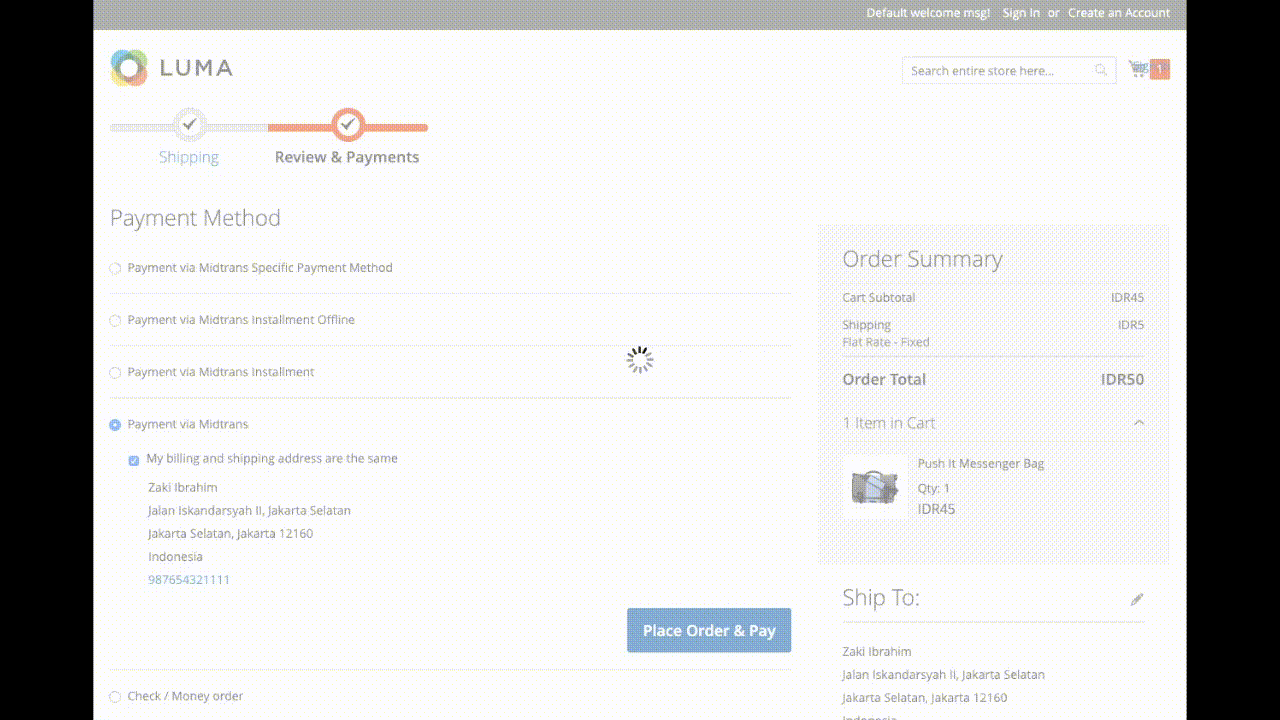 Default welcome msg! Sign In or Create an Account
LUMA
Search entire store here...
1
Shipping
Review & Payments
Payment Method
Payment via Midtrans Specific Payment Method
Payment via Midtrans Installment Offline
Payment via Midtrans Installment
Payment via Midtrans
My billing and shipping address are the same
Zaki Ibrahim
Jalan Iskandarsyah II, Jakarta Selatan
Jakarta Selatan, Jakarta 12160
Indonesia
987654321111
Place Order & Pay
Check / Money order
Order Summary
Cart Subtotal IDR45
Shipping IDR5
Flat Rate - Fixed
Order Total IDR50
1 Item in Cart
Push It Messenger Bag
Qty: 1
IDR45
Ship To:
Zaki Ibrahim
Jalan Iskandarsyah II, Jakarta Selatan
Jakarta Selatan, Jakarta 12160
Indonesia